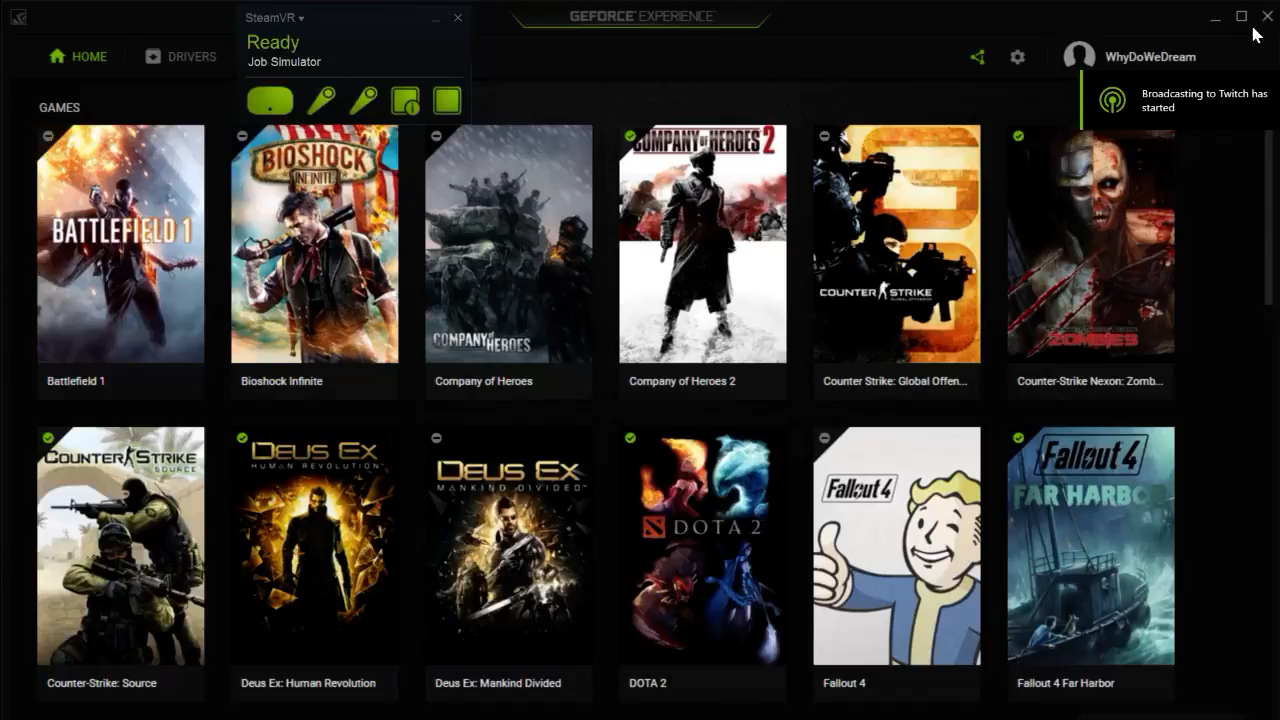 SteamVR
GEFORCE EXPERIENCE
Ready
Job Simulator
HOME
DRIVERS
WhyDoWeDream
Broadcasting to Twitch has
started
GAMES
BATTLEFIELD 1
BIOSHOCK
INFINITE
COMPANY OF HEROES
COMPANY OF HEROES 2
COUNTER STRIKE
GLOBAL OFFENSIVE
ZOMBIES
Battlefield 1
Bioshock Infinite
Company of Heroes
Company of Heroes 2
Counter Strike: Global Offen...
Counter-Strike Nexon: Zomb...
COUNTER STRIKE
SOURCE
DEUS EX
HUMAN REVOLUTION
DEUS EX
MANKIND DIVIDED
DOTA 2
Fallout 4
Fallout 4
FAR HARBO
Counter-Strike: Source
Deus Ex: Human Revolution
Deus Ex: Mankind Divided
DOTA 2
Fallout 4
Fallout 4 Far Harbor